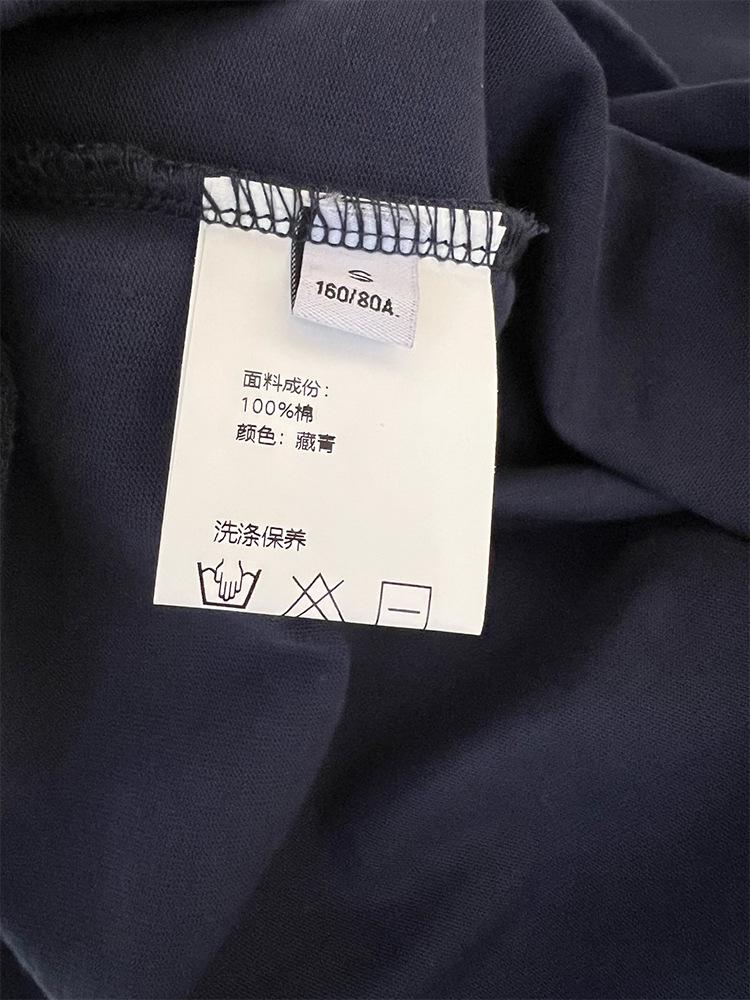 S
160/80A.
面料成份：
100%棉
颜色：藏青
洗涤保养